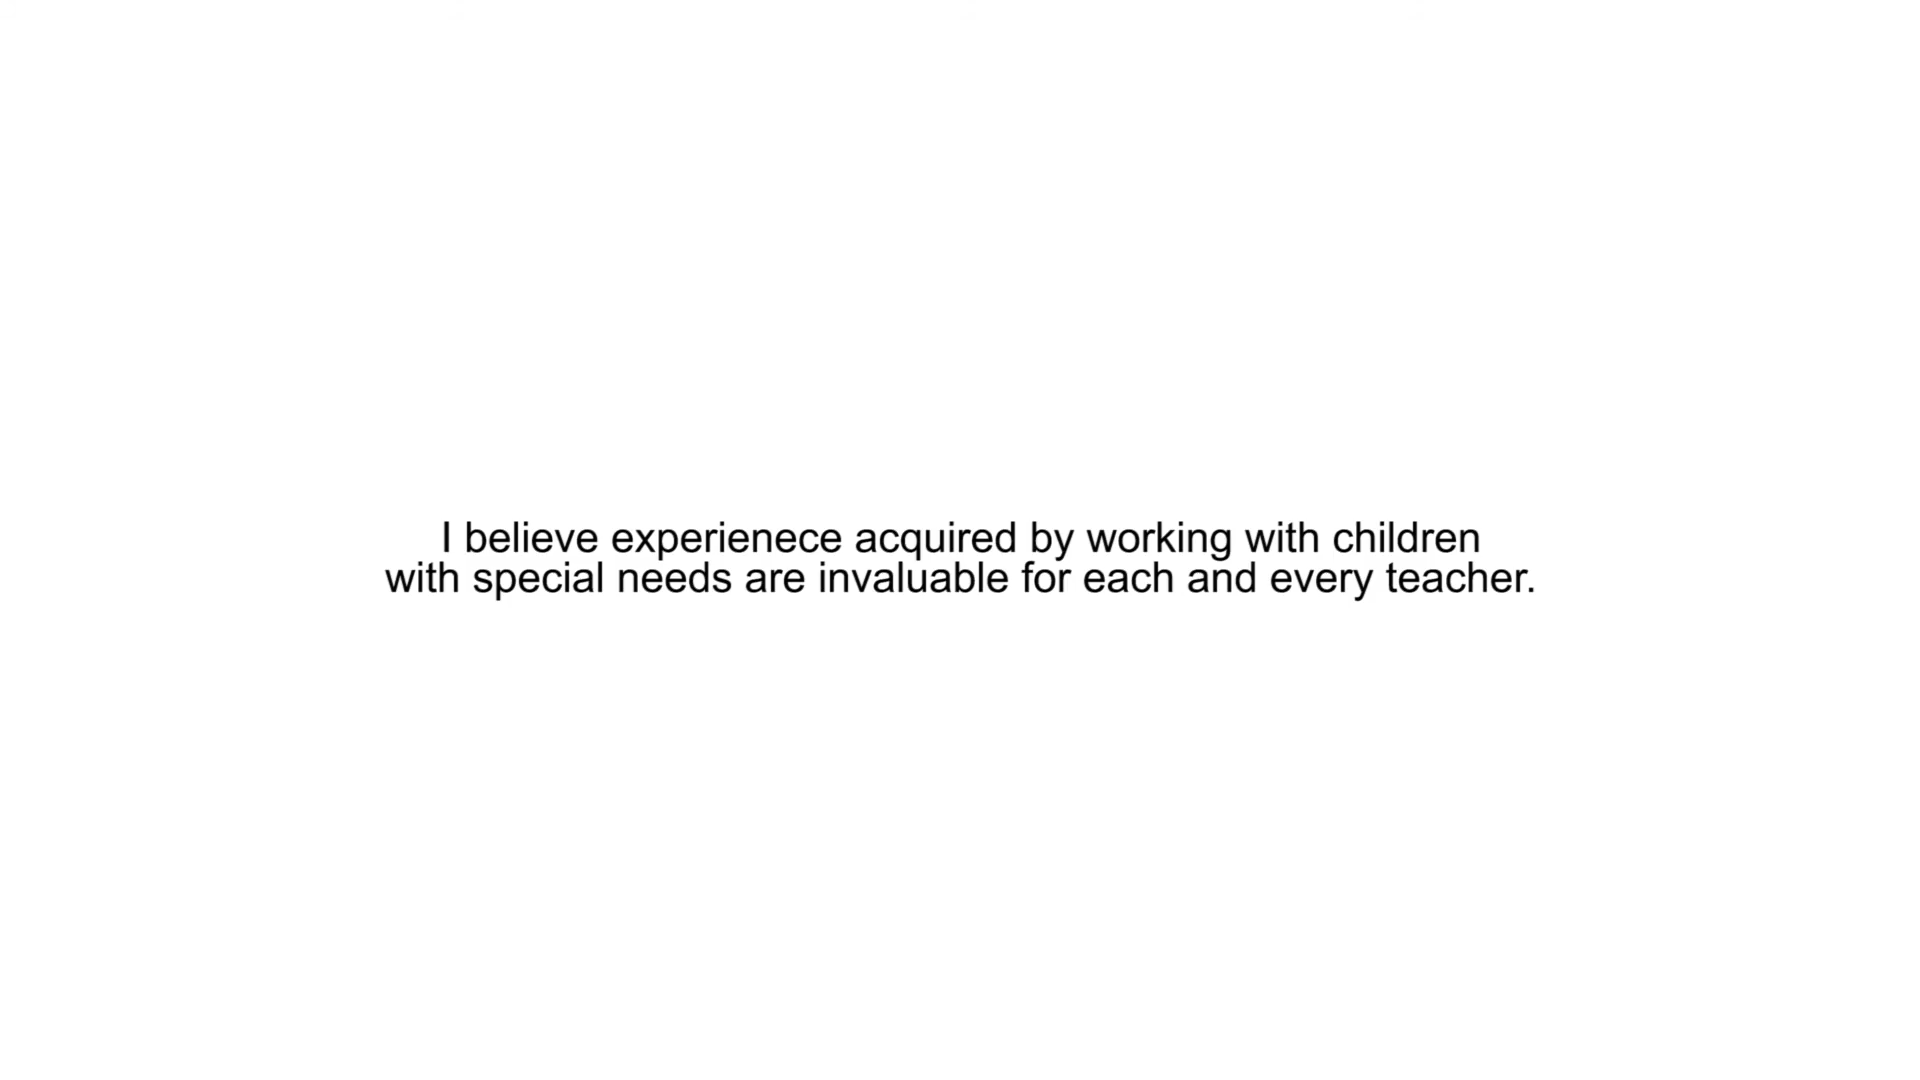 I believe experienece acquired by working with children
with special needs are invaluable for each and every teacher.